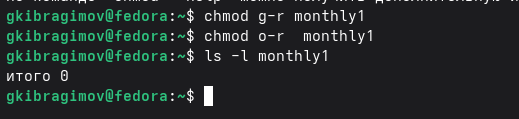 gkibragimov@fedora:~$ chmod g-r monthly1
gkibragimov@fedora:~$ chmod o-r  monthly1
gkibragimov@fedora:~$ ls -l monthly1
итого 0
gkibragimov@fedora:~$